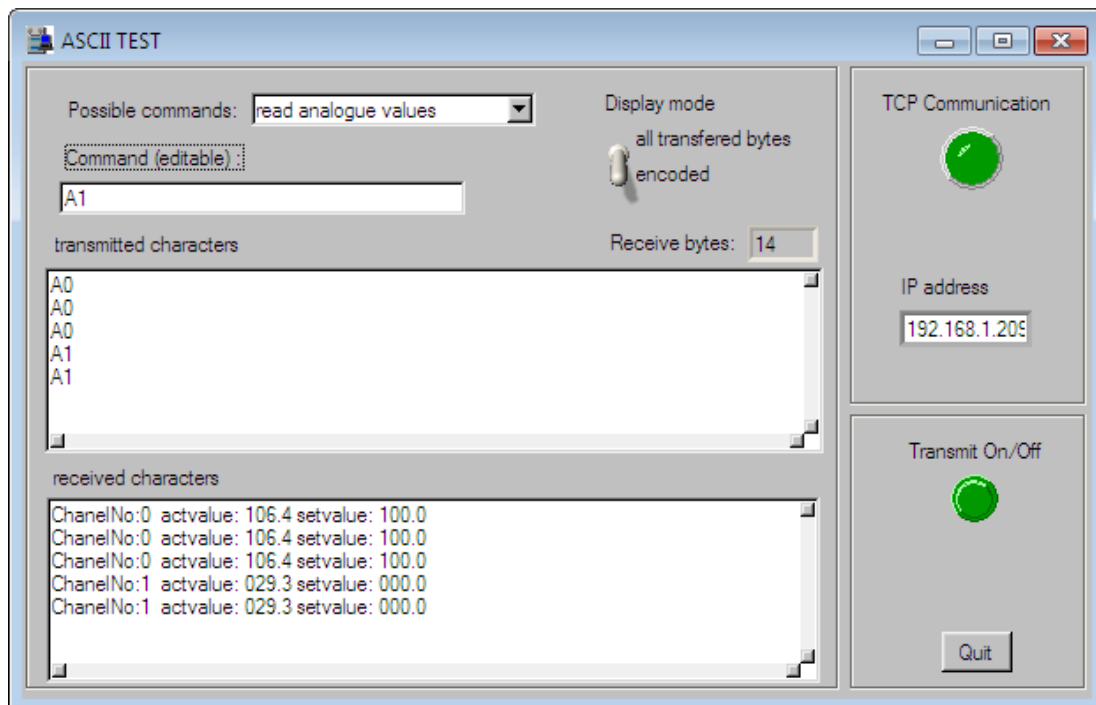 ASCII TEST
Possible commands: read analogue values
Command (editable) :
A1
Display mode
all transfered bytes
encoded
transmitted characters
Receive bytes: 14
A0
A0
A0
A1
A1
received characters
ChanelNo:0 actvalue: 106.4 setvalue: 100.0
ChanelNo:0 actvalue: 106.4 setvalue: 100.0
ChanelNo:0 actvalue: 106.4 setvalue: 100.0
ChanelNo:1 actvalue: 029.3 setvalue: 000.0
ChanelNo:1 actvalue: 029.3 setvalue: 000.0
TCP Communication
IP address
192.168.1.209
Transmit On/Off
Quit